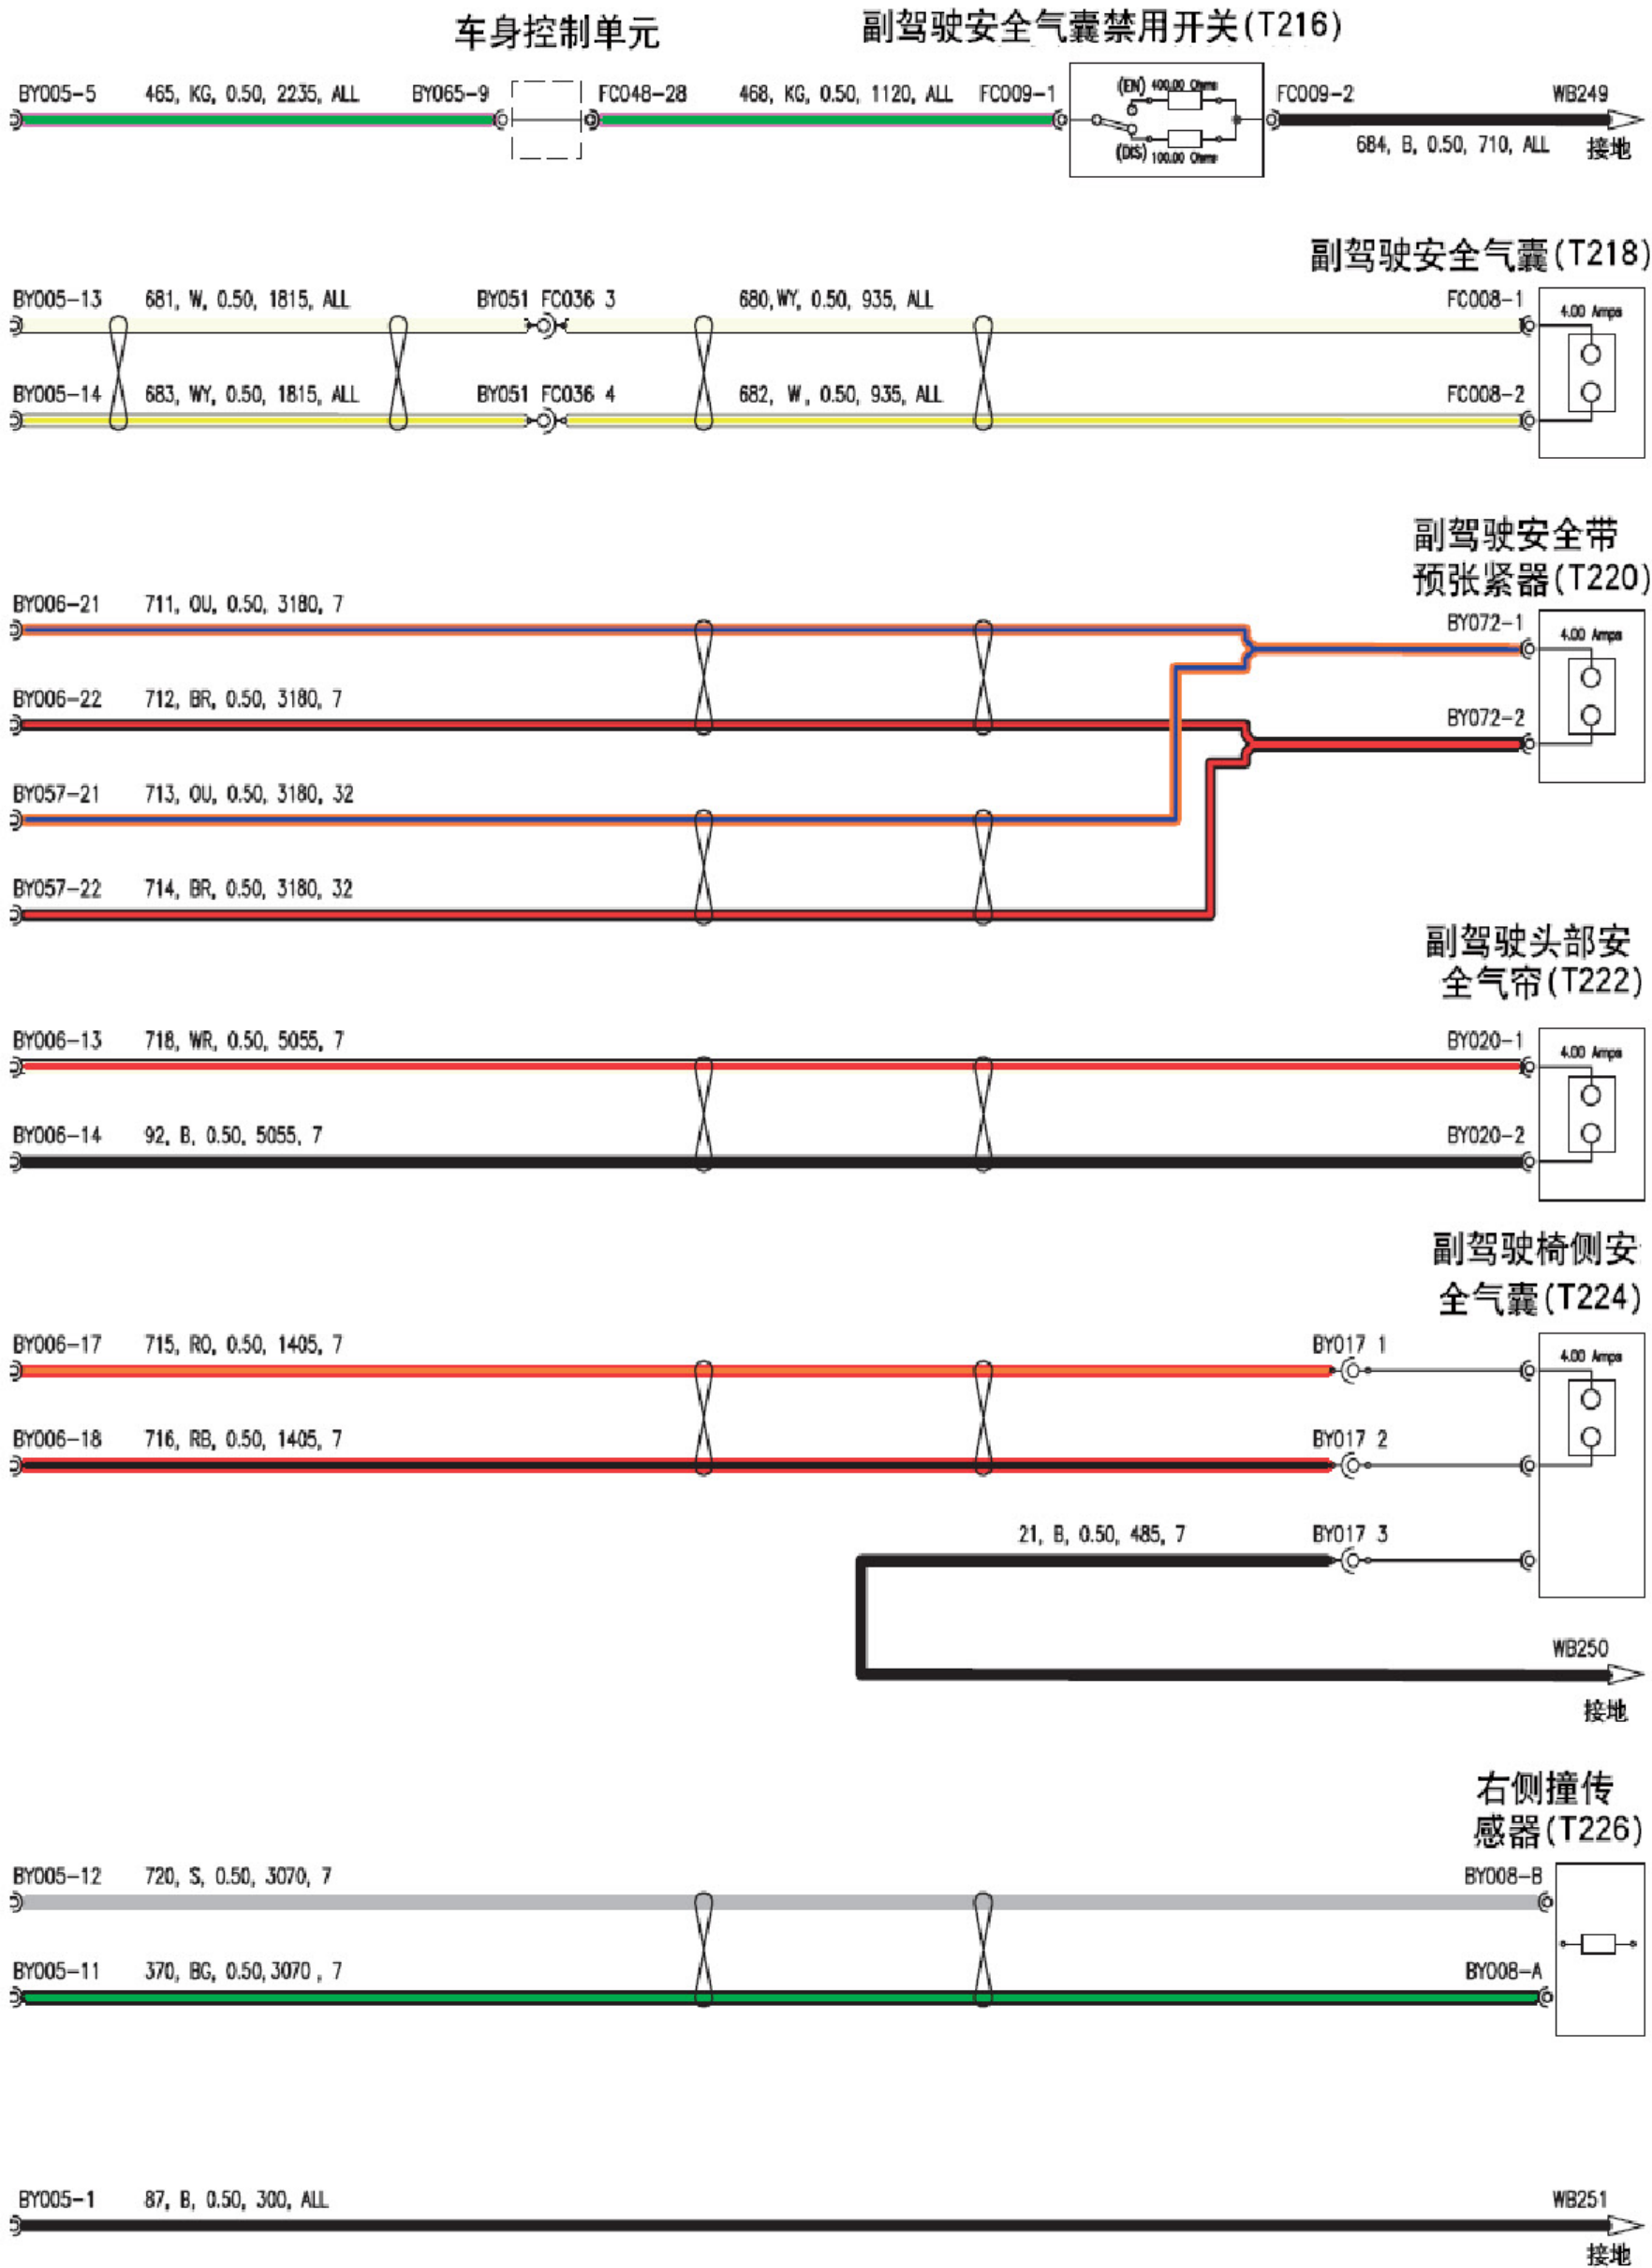 车身控制单元
副驾驶安全气囊禁用开关(T216)
BY005-5 465, KG, 0.50, 2235, ALL BY065-9 FC048-28 468, KG, 0.50, 1120, ALL FC009-1 (EN) 400.00 Ohms FC009-2 WB249
(DIS) 100.00 Ohms 684, B, 0.50, 710, ALL 接地
副驾驶安全气囊(T218)
BY005-13 681, W, 0.50, 1815, ALL BY051 FC036 3 680,WY, 0.50, 935, ALL FC008-1 4.00 Amps
BY005-14 683, WY, 0.50, 1815, ALL BY051 FC036 4 682, W, 0.50, 935, ALL FC008-2
副驾驶安全带
预张紧器(T220)
BY006-21 711, OU, 0.50, 3180, 7 BY072-1 4.00 Amps
BY006-22 712, BR, 0.50, 3180, 7 BY072-2
BY057-21 713, OU, 0.50, 3180, 32
BY057-22 714, BR, 0.50, 3180, 32
副驾驶头部安
全气帘(T222)
BY006-13 718, WR, 0.50, 5055, 7 BY020-1 4.00 Amps
BY006-14 92, B, 0.50, 5055, 7 BY020-2
副驾驶椅侧安
全气囊(T224)
BY006-17 715, RO, 0.50, 1405, 7 BY017 1 4.00 Amps
BY006-18 716, RB, 0.50, 1405, 7 BY017 2
21, B, 0.50, 485, 7 BY017 3
WB250
接地
右侧撞传
感器(T226)
BY005-12 720, S, 0.50, 3070, 7 BY008-B
BY005-11 370, BG, 0.50,3070 , 7 BY008-A
BY005-1 87, B, 0.50, 300, ALL WB251
接地